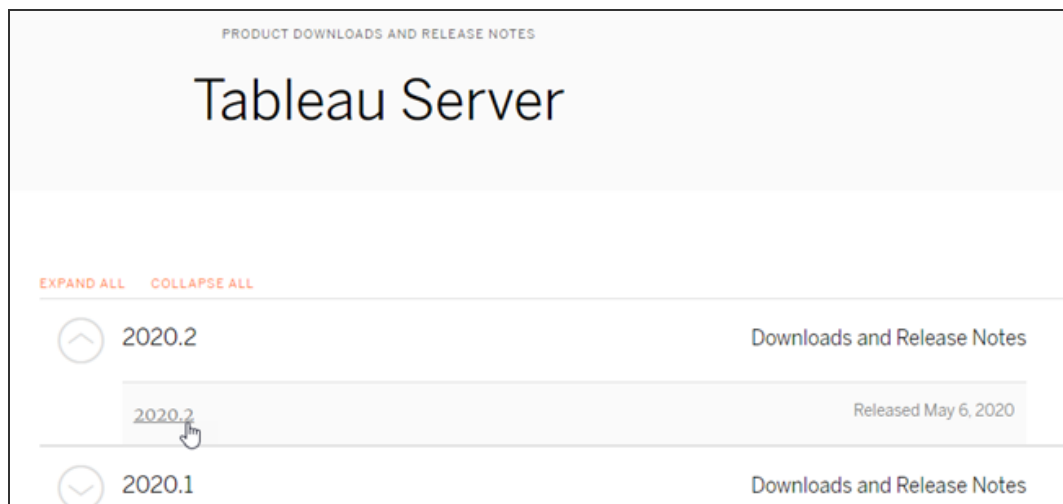 PRODUCT DOWNLOADS AND RELEASE NOTES
Tableau Server
EXPAND ALL COLLAPSE ALL
2020.2 Downloads and Release Notes
2020.2 Released May 6, 2020
2020.1 Downloads and Release Notes